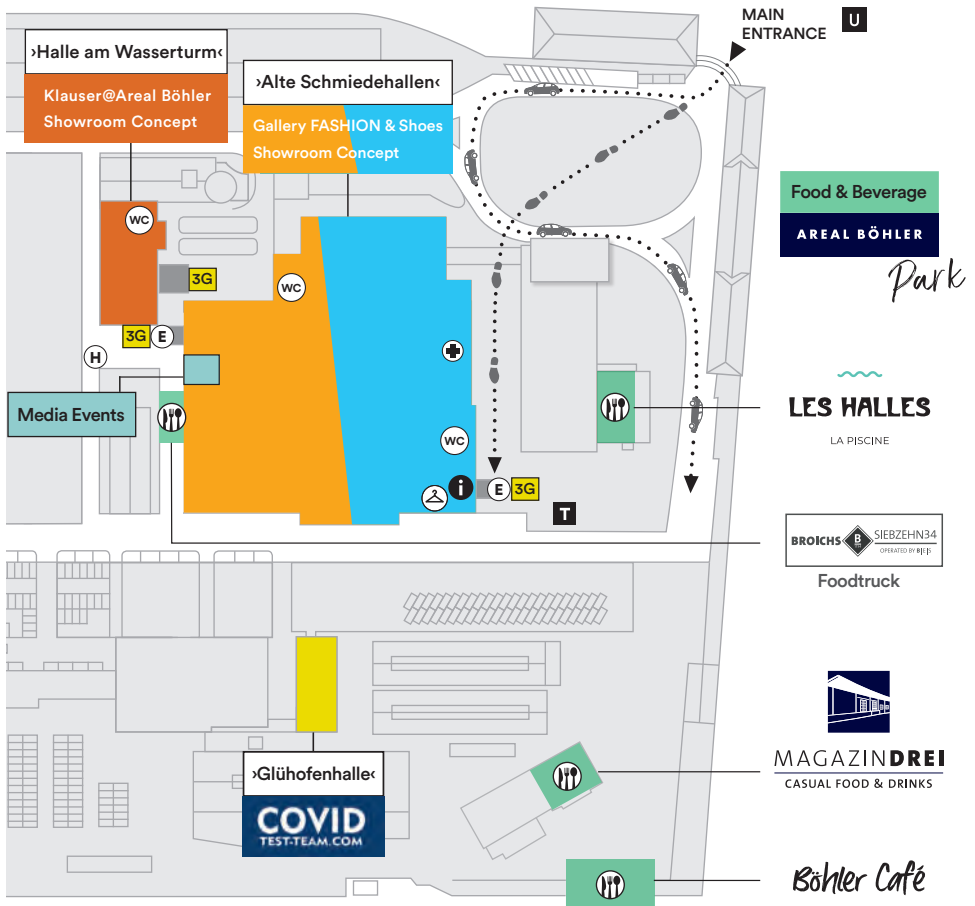 MAIN
ENTRANCE
U
›Halle am Wasserturm‹
Klauser@Areal Böhler
Showroom Concept
›Alte Schmiedehallen‹
Gallery FASHION & Shoes
Showroom Concept
Food & Beverage
AREAL BÖHLER
Park
WC
3G
WC
3G
E
H
Media Events
LES HALLES
LA PISCINE
WC
i
E
3G
T
BROICHS
B
SIEBZEHN34
OPERATED BY B|E|S
Foodtruck
›Glühofenhalle‹
COVID
TEST-TEAM.COM
MAGAZINDREI
CASUAL FOOD & DRINKS
Böhler Café